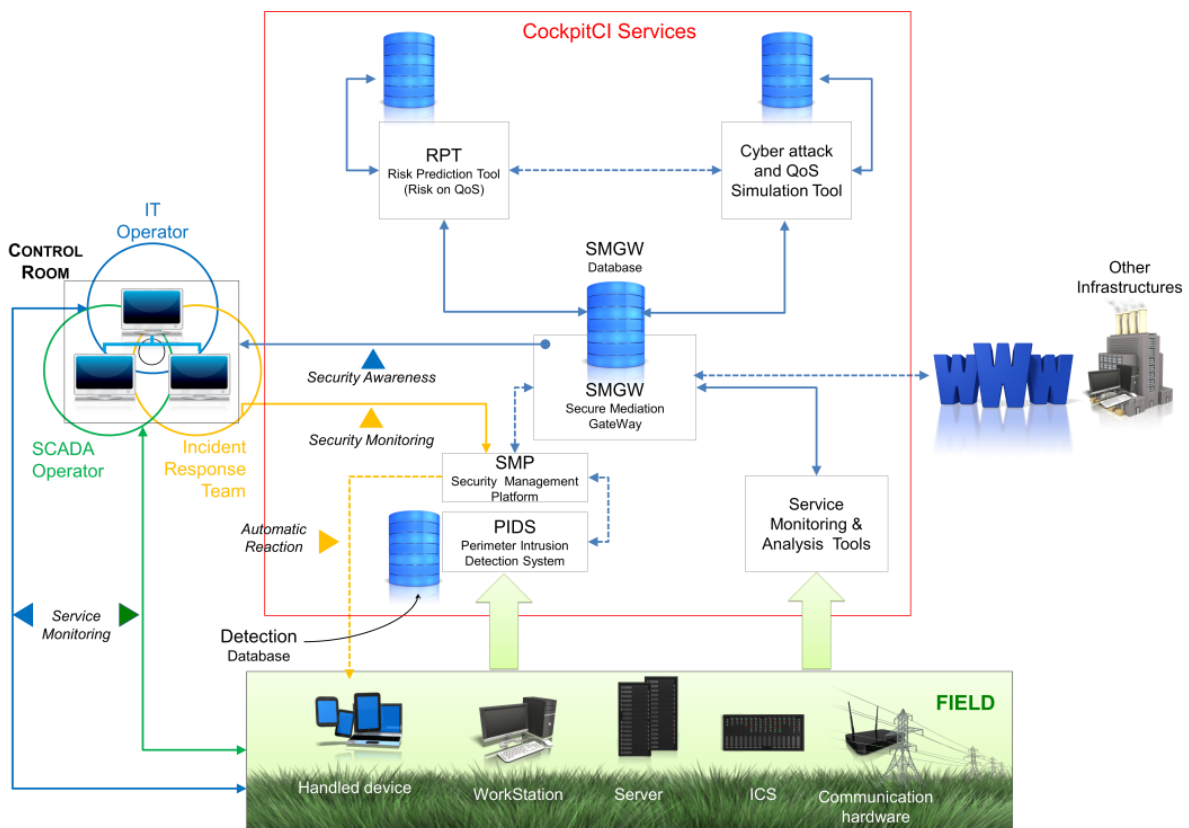 CockpitCI Services
RPT
Risk Prediction Tool
(Risk on QoS)
Cyber attack
and QoS
Simulation Tool
IT
Operator
CONTROL
ROOM
SMGW
Database
Other
Infrastructures
Security Awareness
SMGW
Secure Mediation
GateWay
WWW
SCADA
Operator
Incident
Response
Team
Security Monitoring
SMP
Security Management
Platform
Automatic
Reaction
PIDS
Perimeter Intrusion
Detection System
Service
Monitoring &
Analysis Tools
Service
Monitoring
Detection
Database
FIELD
Handled device
WorkStation
Server
ICS
Communication
hardware